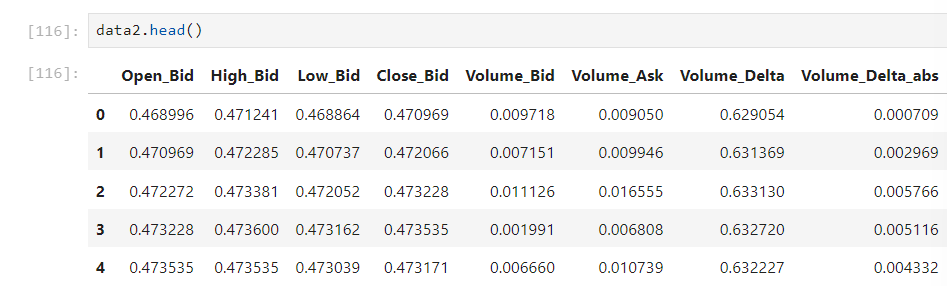 [116]: data2.head()
[116]: Open_Bid High_Bid Low_Bid Close_Bid Volume_Bid Volume_Ask Volume_Delta Volume_Delta_abs
0 0.468996 0.471241 0.468864 0.470969 0.009718 0.009050 0.629054 0.000709
1 0.470969 0.472285 0.470737 0.472066 0.007151 0.009946 0.631369 0.002969
2 0.472272 0.473381 0.472052 0.473228 0.011126 0.016555 0.633130 0.005766
3 0.473228 0.473600 0.473162 0.473535 0.001991 0.006808 0.632720 0.005116
4 0.473535 0.473535 0.473039 0.473171 0.006660 0.010739 0.632227 0.004332